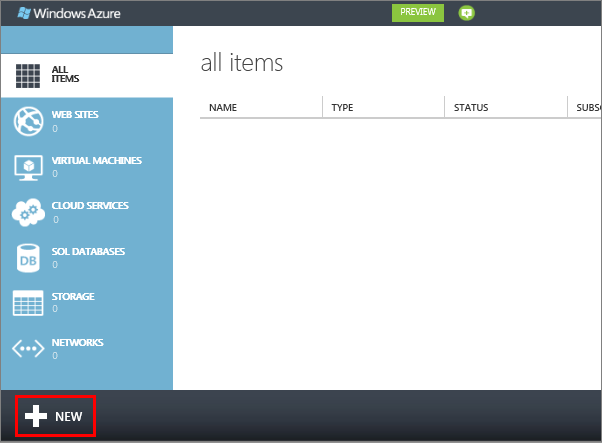 Windows Azure
PREVIEW
ALL
ITEMS
WEB SITES
0
VIRTUAL MACHINES
0
CLOUD SERVICES
0
DB
SQL DATABASES
0
STORAGE
0
NETWORKS
0
all items
NAME TYPE STATUS SUBSC
NEW